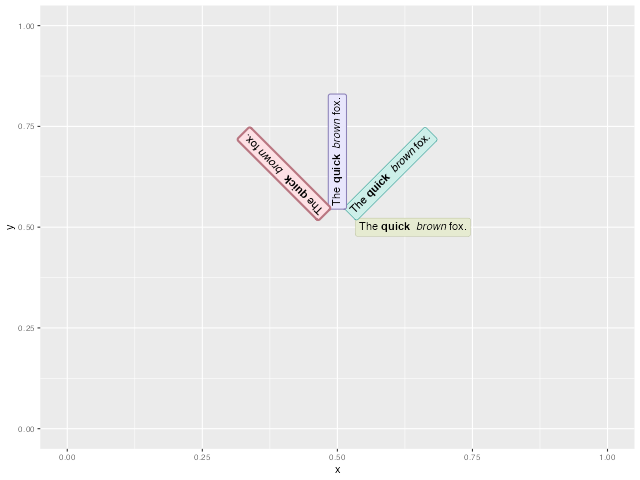 1.00
0.75
0.50
0.25
0.00
y
The quick brown fox.
The quick brown fox.
The quick brown fox.
The quick brown fox.
0.00 0.25 0.50 0.75 1.00
x